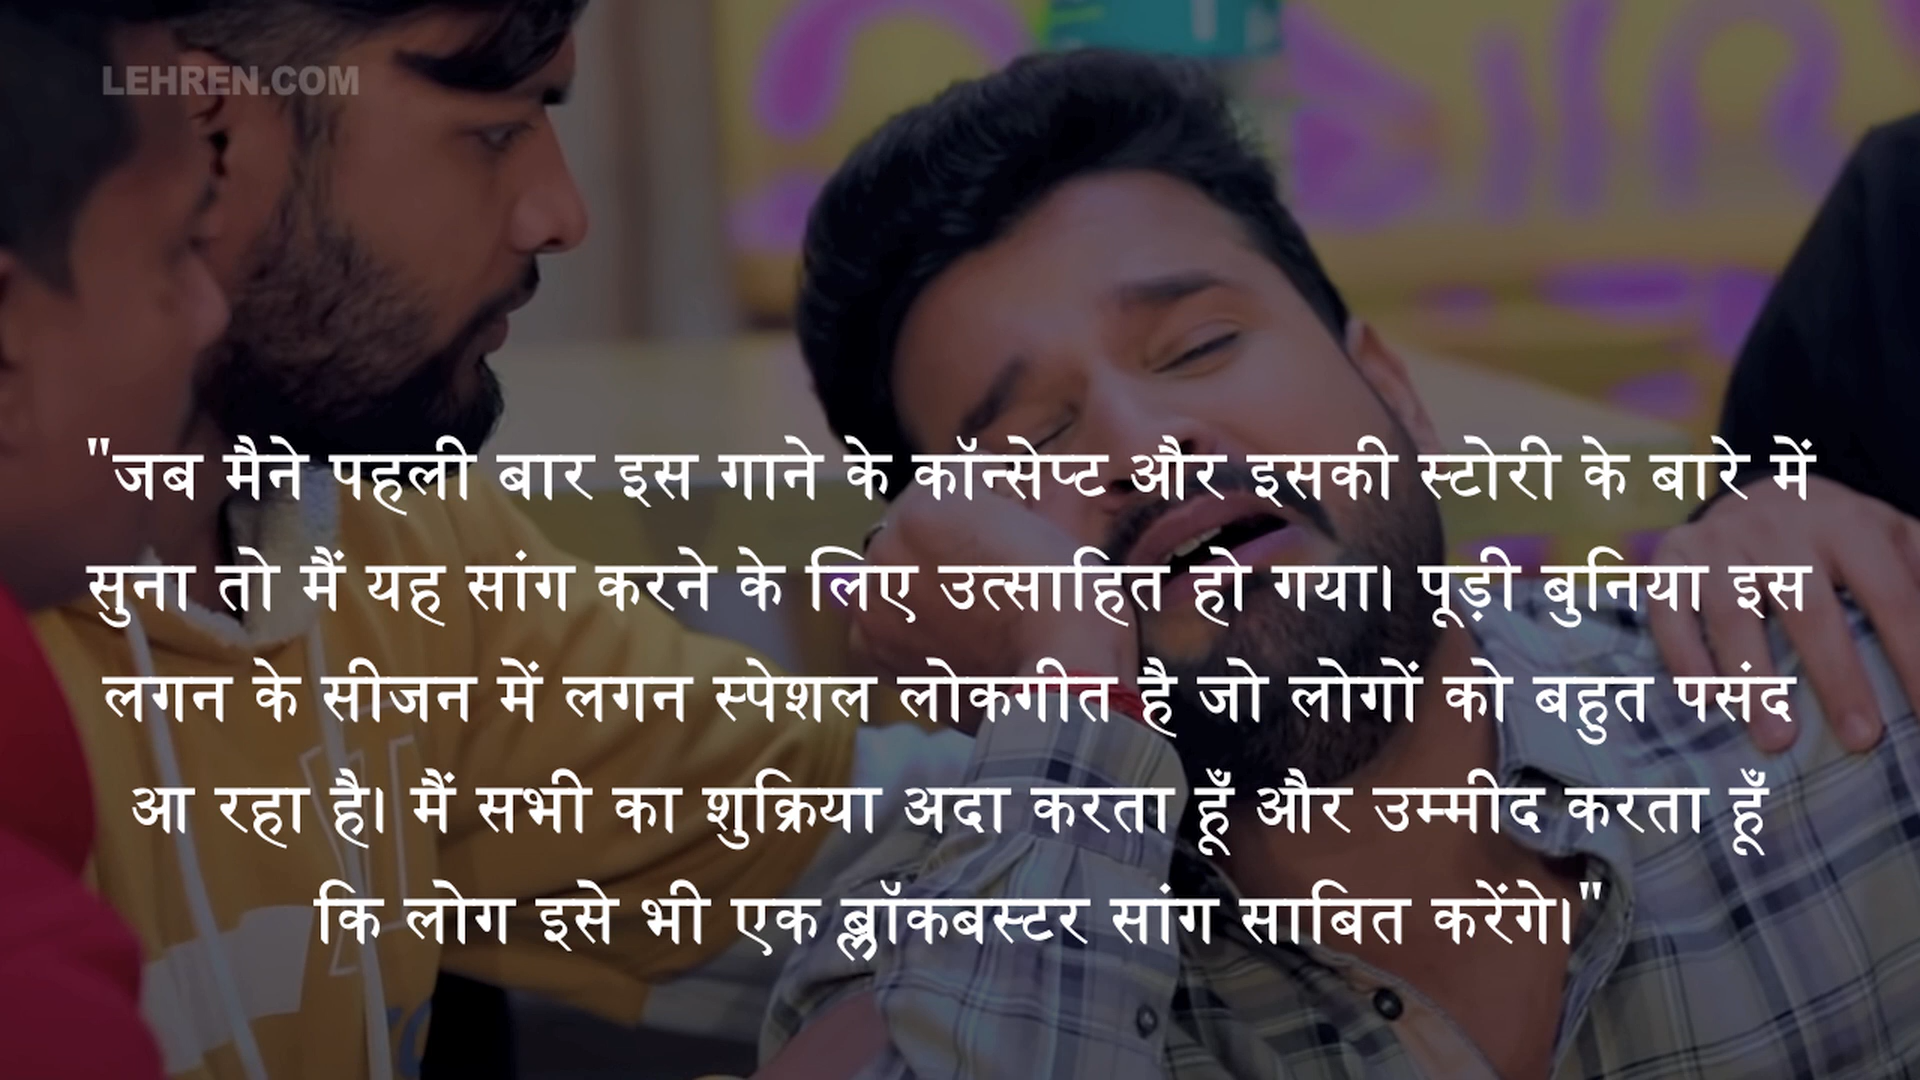 LEHREN.COM
"जब मैने पहली बार इस गाने के कॉन्सेप्ट और इसकी स्टोरी के बारे में
सुना तो मैं यह सांग करने के लिए उत्साहित हो गया। पूड़ी बुनिया इस
लगन के सीजन में लगन स्पेशल लोकगीत है जो लोगों को बहुत पसंद
आ रहा है। मैं सभी का शुक्रिया अदा करता हूँ और उम्मीद करता हूँ
कि लोग इसे भी एक ब्लॉकबस्टर सांग साबित करेंगे।"